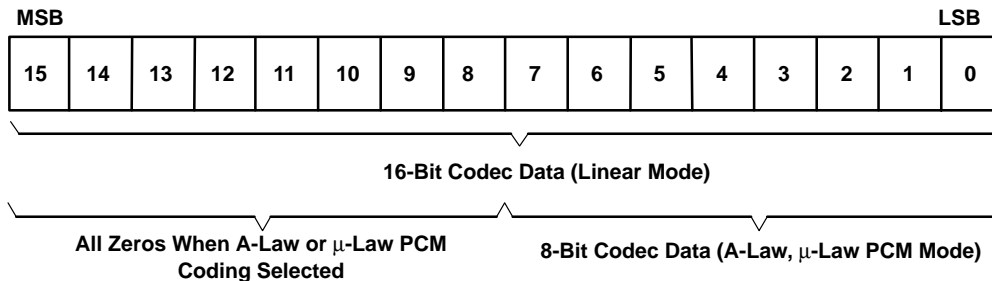 MSB LSB
15 14 13 12 11 10 9 8 7 6 5 4 3 2 1 0
16-Bit Codec Data (Linear Mode)
All Zeros When A-Law or μ-Law PCM
Coding Selected
8-Bit Codec Data (A-Law, μ-Law PCM Mode)